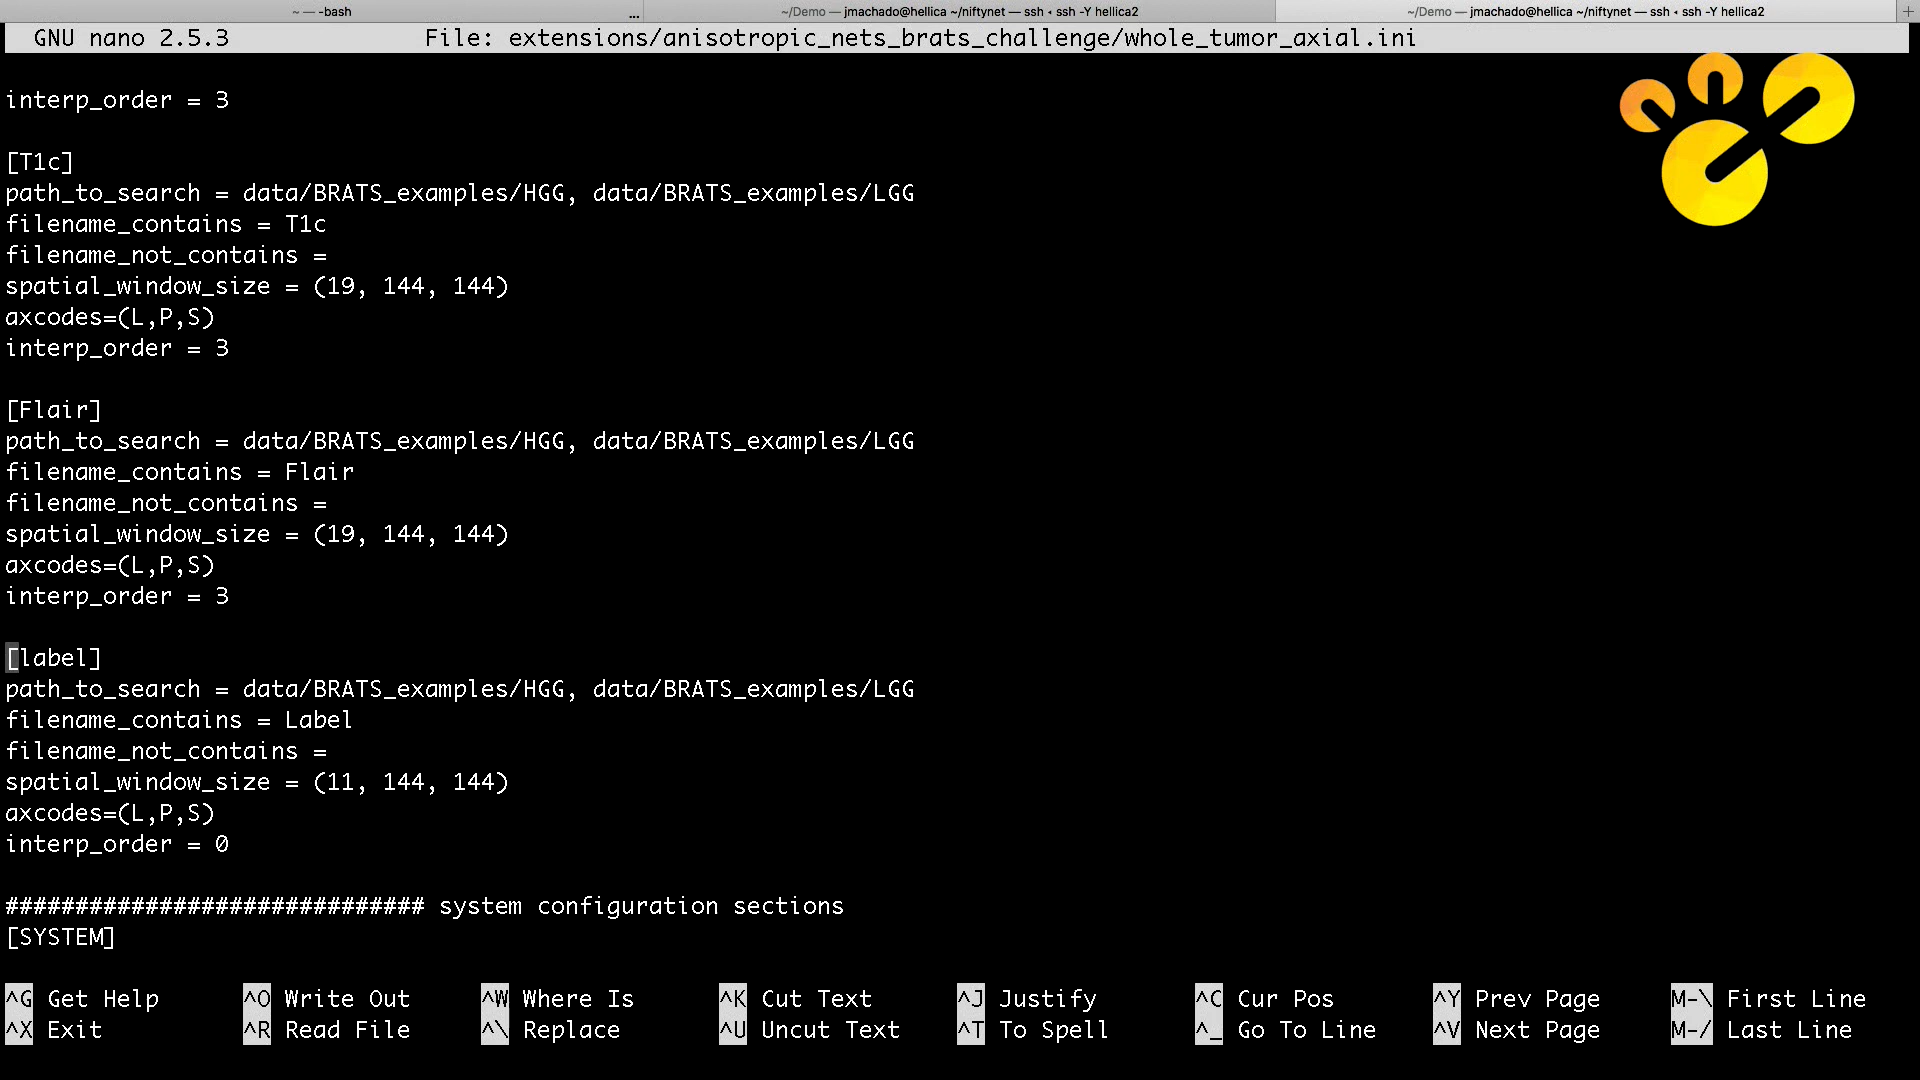 ~ — -bash
...
~/Demo — jmachado@hellica ~/niftynet — ssh ‹ ssh -Y hellica2
~/Demo — jmachado@hellica ~/niftynet — ssh ‹ ssh -Y hellica2
+
GNU nano 2.5.3 File: extensions/anisotropic_nets_brats_challenge/whole_tumor_axial.ini
interp_order = 3
[T1c]
path_to_search = data/BRATS_examples/HGG, data/BRATS_examples/LGG
filename_contains = T1c
filename_not_contains =
spatial_window_size = (19, 144, 144)
axcodes=(L,P,S)
interp_order = 3
[Flair]
path_to_search = data/BRATS_examples/HGG, data/BRATS_examples/LGG
filename_contains = Flair
filename_not_contains =
spatial_window_size = (19, 144, 144)
axcodes=(L,P,S)
interp_order = 3
[label]
path_to_search = data/BRATS_examples/HGG, data/BRATS_examples/LGG
filename_contains = Label
filename_not_contains =
spatial_window_size = (11, 144, 144)
axcodes=(L,P,S)
interp_order = 0
############################## system configuration sections
[SYSTEM]
^G Get Help ^O Write Out ^W Where Is ^K Cut Text ^J Justify ^C Cur Pos ^Y Prev Page M-\ First Line
^X Exit ^R Read File ^\ Replace ^U Uncut Text ^T To Spell ^_ Go To Line ^V Next Page M-/ Last Line